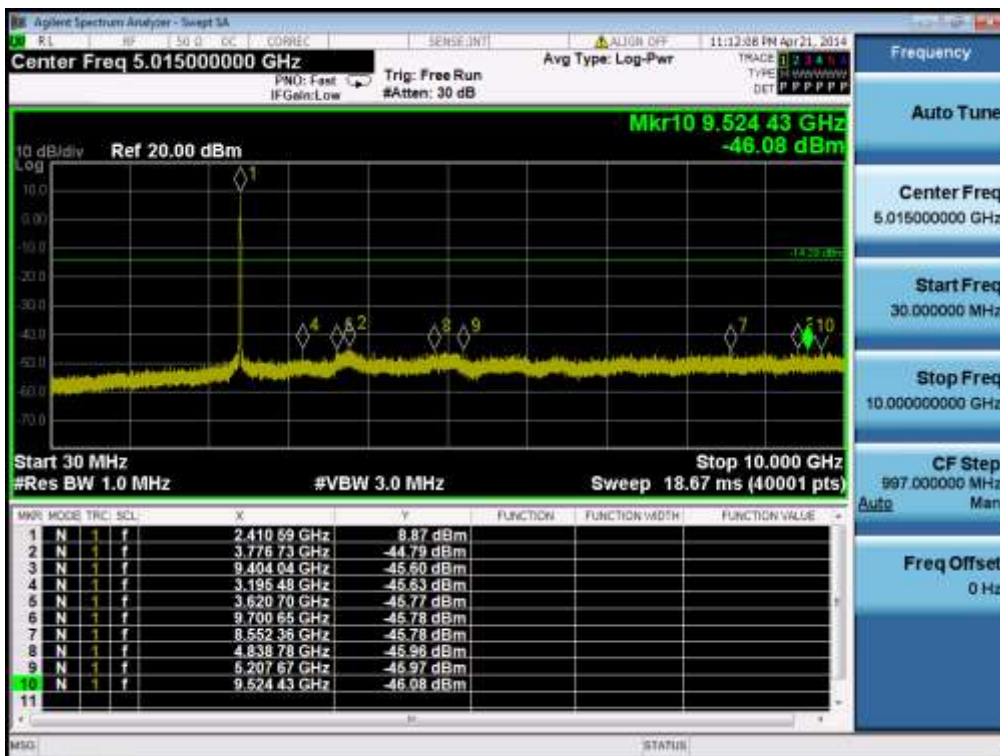 Agilent Spectrum Analyzer - Swept SA
RL RF 50 Ω DC CORREC SENSE:INT ALIGN OFF 11:12:08 PM Apr 21, 2014
Center Freq 5.015000000 GHz
PNO: Fast
IFGain:Low
Trig: Free Run
#Atten: 30 dB
Avg Type: Log-Pwr
TRACE 1 2 3 4 5 6
TYPE
DET P P P P P P
Mkr10 9.524 43 GHz
-46.08 dBm
10 dB/div Ref 20.00 dBm
Log
10.0
0.00
-10.0
-20.0
-30.0
-40.0
-50.0
-60.0
-70.0
1
4
2
8
9
7
10
Start 30 MHz Stop 10.000 GHz
#Res BW 1.0 MHz #VBW 3.0 MHz Sweep 18.67 ms (40001 pts)
MKR MODE TRC SCL X Y FUNCTION FUNCTION WIDTH FUNCTION VALUE
1 N 1 f 2.410 59 GHz 8.87 dBm
2 N 1 f 3.776 73 GHz -44.79 dBm
3 N 1 f 9.404 04 GHz -45.60 dBm
4 N 1 f 3.195 48 GHz -45.63 dBm
5 N 1 f 3.620 70 GHz -45.77 dBm
6 N 1 f 9.700 65 GHz -45.78 dBm
7 N 1 f 8.552 36 GHz -45.78 dBm
8 N 1 f 4.838 78 GHz -45.96 dBm
9 N 1 f 5.207 67 GHz -45.97 dBm
10 N 1 f 9.524 43 GHz -46.08 dBm
11
MSG STATUS
Frequency
Auto Tune
Center Freq
5.015000000 GHz
Start Freq
30.000000 MHz
Stop Freq
10.000000000 GHz
CF Step
997.000000 MHz
Auto Man
Freq Offset
0 Hz